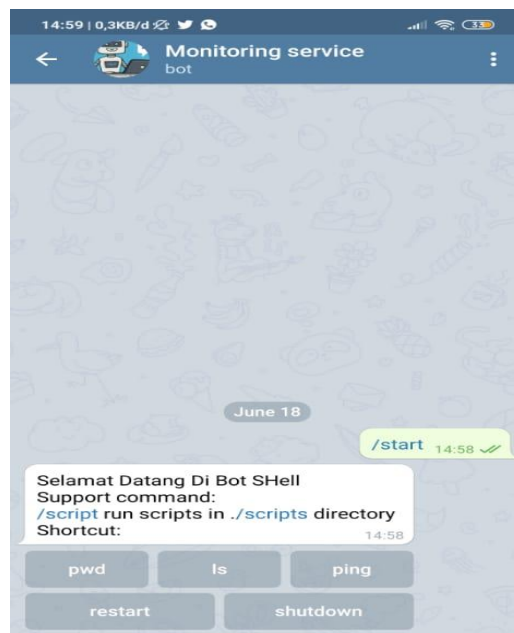 14:59 | 0,3KB/d
33
Monitoring service
bot
June 18
/start 14:58
Selamat Datang Di Bot SHell
Support command:
/script run scripts in ./scripts directory
Shortcut:
14:58
pwd ls ping
restart shutdown